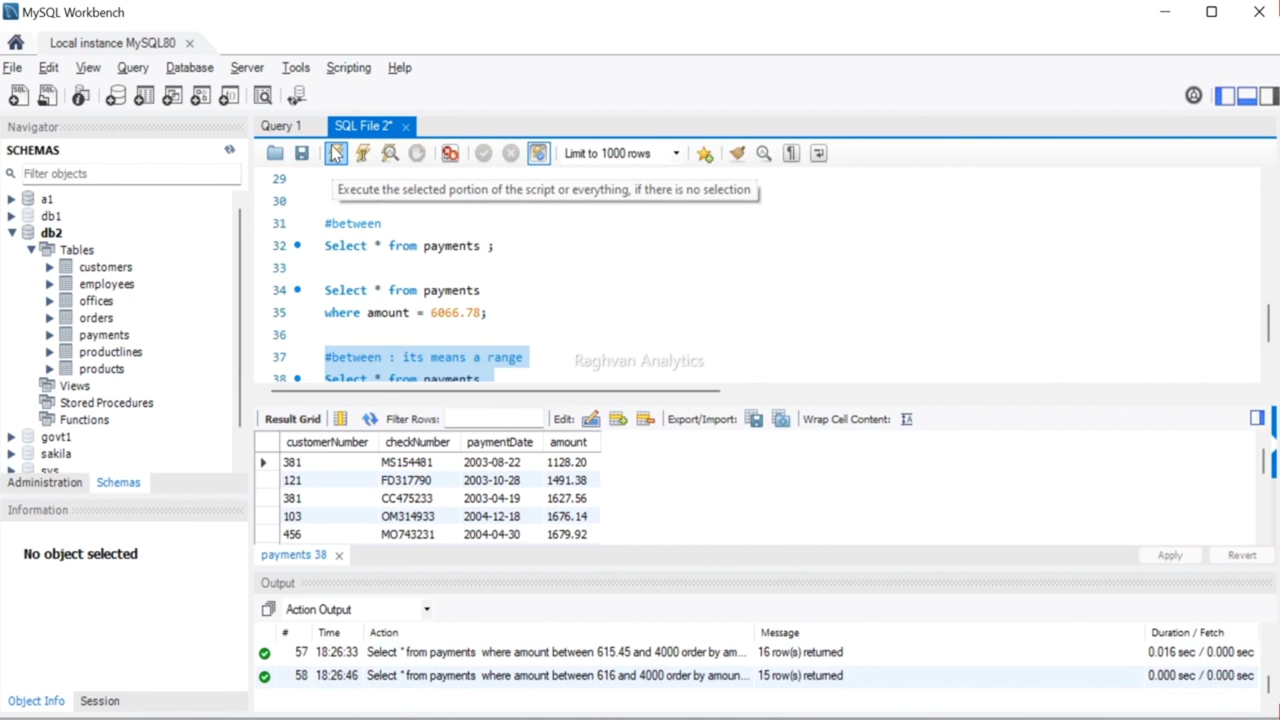 MySQL Workbench
Local instance MySQL80
File Edit View Query Database Server Tools Scripting Help
Navigator
SCHEMAS
Filter objects
a1
db1
db2
Tables
customers
employees
offices
orders
payments
productlines
products
Views
Stored Procedures
Functions
govt1
sakila
sys
Administration Schemas
Information
No object selected
Object Info Session
Query 1 SQL File 2*
Limit to 1000 rows
Execute the selected portion of the script or everything, if there is no selection
29
30
31 #between
32 Select * from payments ;
33
34 Select * from payments
35 where amount = 6066.78;
36
37 #between : its means a range
38 Select * from payments
Raghvan Analytics
Result Grid Filter Rows: Edit: Export/Import: Wrap Cell Content:
customerNumber checkNumber paymentDate amount
381 MS154481 2003-08-22 1128.20
121 FD317790 2003-10-28 1491.38
381 CC475233 2003-04-19 1627.56
103 OM314933 2004-12-18 1676.14
456 MO743231 2004-04-30 1679.92
payments 38 Apply Revert
Output
Action Output
# Time Action Message Duration / Fetch
57 18:26:33 Select * from payments where amount between 615.45 and 4000 order by am... 16 row(s) returned 0.016 sec / 0.000 sec
58 18:26:46 Select * from payments where amount between 616 and 4000 order by amoun... 15 row(s) returned 0.000 sec / 0.000 sec